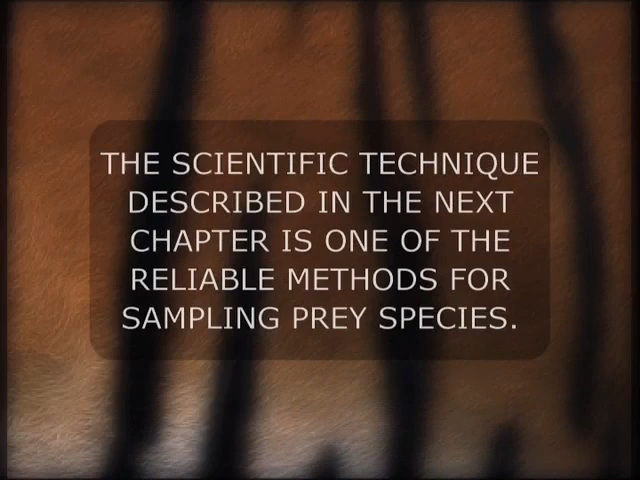 THE SCIENTIFIC TECHNIQUE
DESCRIBED IN THE NEXT
CHAPTER IS ONE OF THE
RELIABLE METHODS FOR
SAMPLING PREY SPECIES.